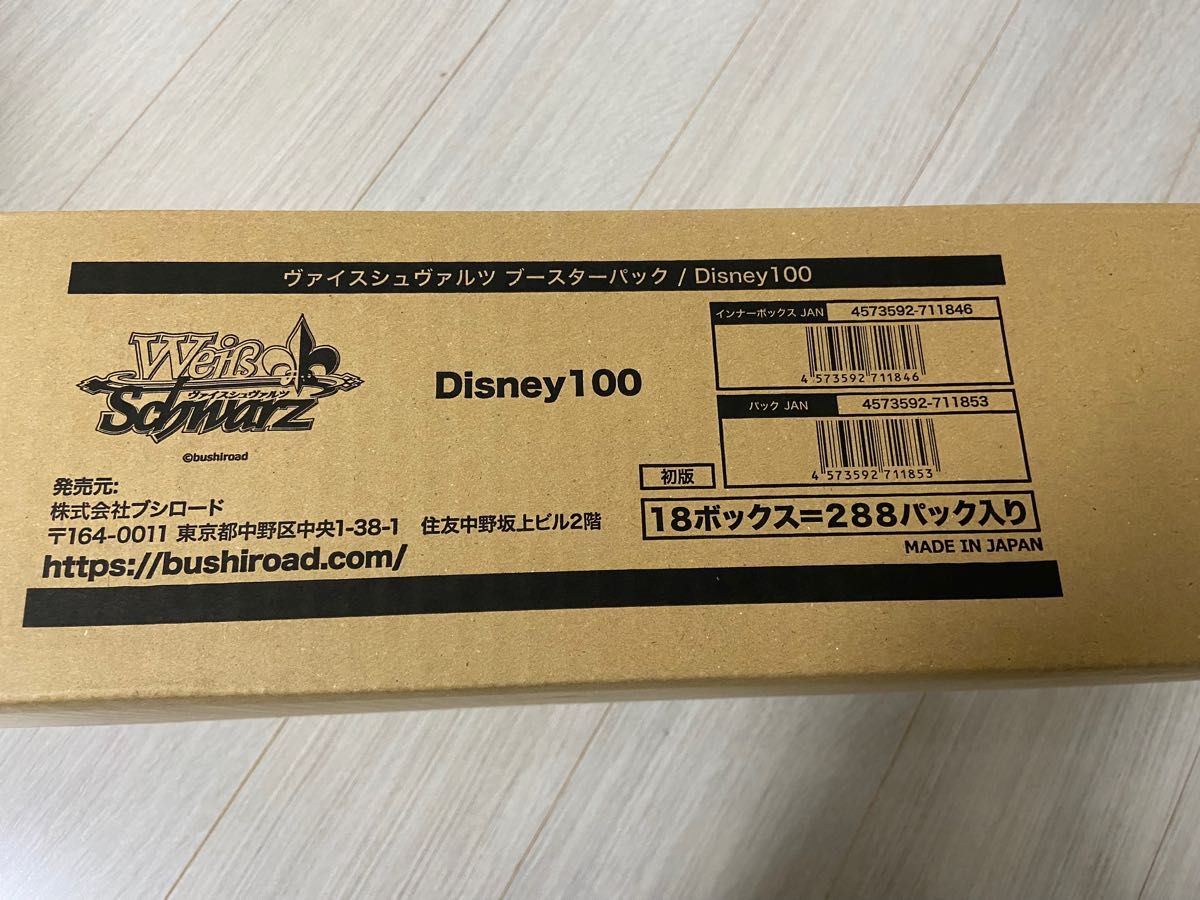 ヴァイスシュヴァルツ ブースターパック / Disney100
Weiß
ヴァイスシュヴァルツ
Schwarz
©bushiroad
Disney100
インナーボックス JAN 4573592-711846
4 573592 711846
パック JAN 4573592-711853
4 573592 711853
初版
18ボックス=288パック入り
MADE IN JAPAN
発売元:
株式会社ブシロード
〒164-0011 東京都中野区中央1-38-1 住友中野坂上ビル2階
https://bushiroad.com/